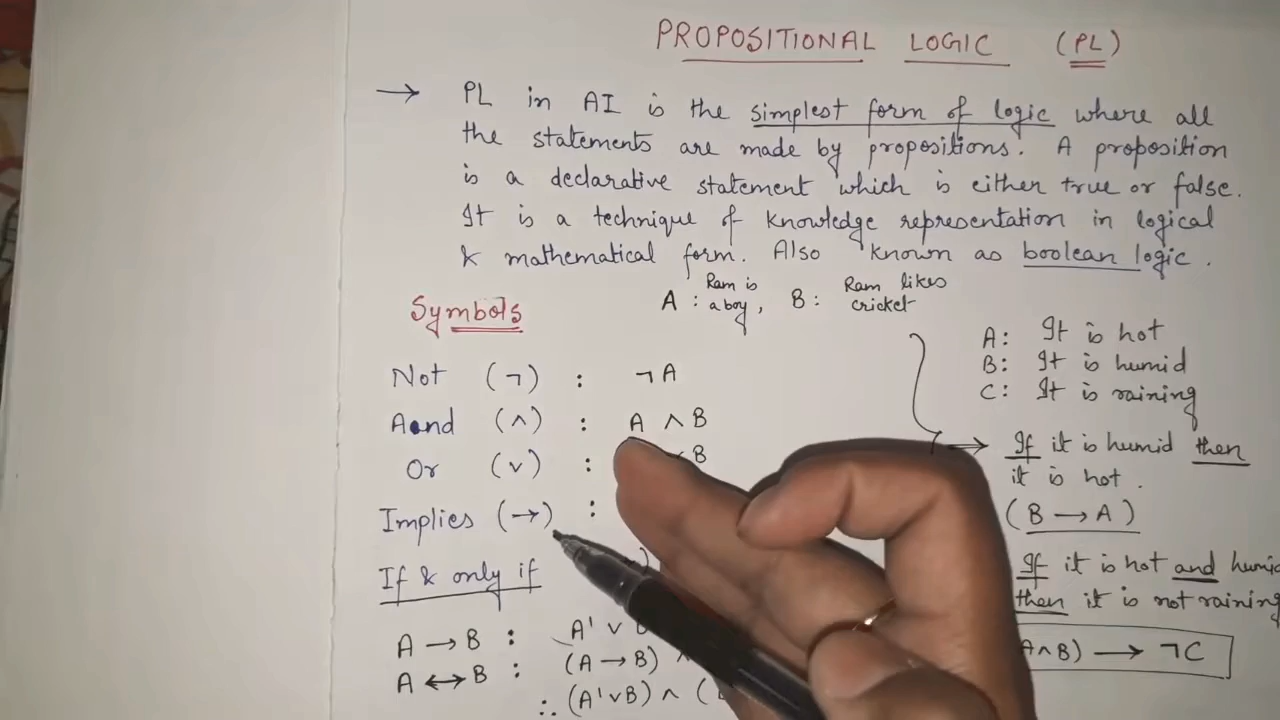 PROPOSITIONAL LOGIC (PL)
→ PL in AI is the simplest form of logic where all
the statements are made by propositions. A proposition
is a declarative statement which is either true or false.
It is a technique of knowledge representation in logical
& mathematical form. Also known as boolean logic.
A : Ram is a boy, B : Ram likes cricket
Symbols
Not (¬) : ¬A
Aand (∧) : A ∧ B
Or (∨) : B
Implies (→) :
If & only if
A → B : A' ∨
A ↔ B : (A → B)
∴ (A' ∨ B) ∧ (
A: It is hot
B: It is humid
C: It is raining
→ If it is humid then
it is hot.
(B → A)
If it is hot and humid
then it is not raining
A ∧ B) → ¬C